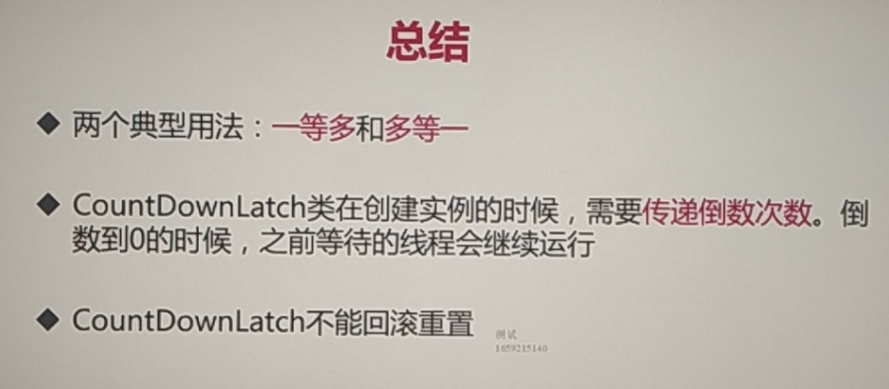 总结
◆ 两个典型用法：一等多和多等一
◆ CountDownLatch类在创建实例的时候，需要传递倒数次数。倒
数到0的时候，之前等待的线程会继续运行
◆ CountDownLatch不能回滚重置
测试
1659215140